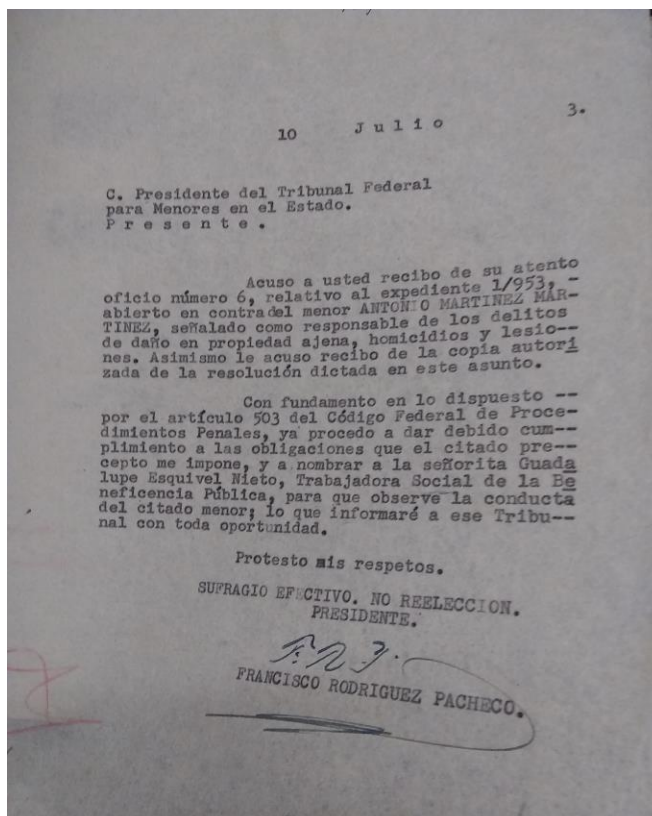 10 Julio 3.
C. Presidente del Tribunal Federal
para Menores en el Estado.
P r e s e n t e .
Acuso a usted recibo de su atento
oficio número 6, relativo al expediente 1/953, -
abierto en contradel menor ANTONIO MARTINEZ MAR-
TINEZ, señalado como responsable de los delitos
de daño en propiedad ajena, homicidios y lesio--
nes. Asimismo le acuso recibo de la copia autori
zada de la resolución dictada en este asunto.
Con fundamento en lo dispuesto --
por el artículo 503 del Código Federal de Proce-
dimientos Penales, ya procedo a dar debido cum--
plimiento a las obligaciones que el citado pre--
cepto me impone, y a nombrar a la señorita Guada
lupe Esquivel Nieto, Trabajadora Social de la Be
neficencia Pública, para que observe la conducta
del citado menor; lo que informaré a ese Tribu--
nal con toda oportunidad.
Protesto mis respetos.
SUFRAGIO EFECTIVO. NO REELECCION.
PRESIDENTE.
FRANCISCO RODRIGUEZ PACHECO.